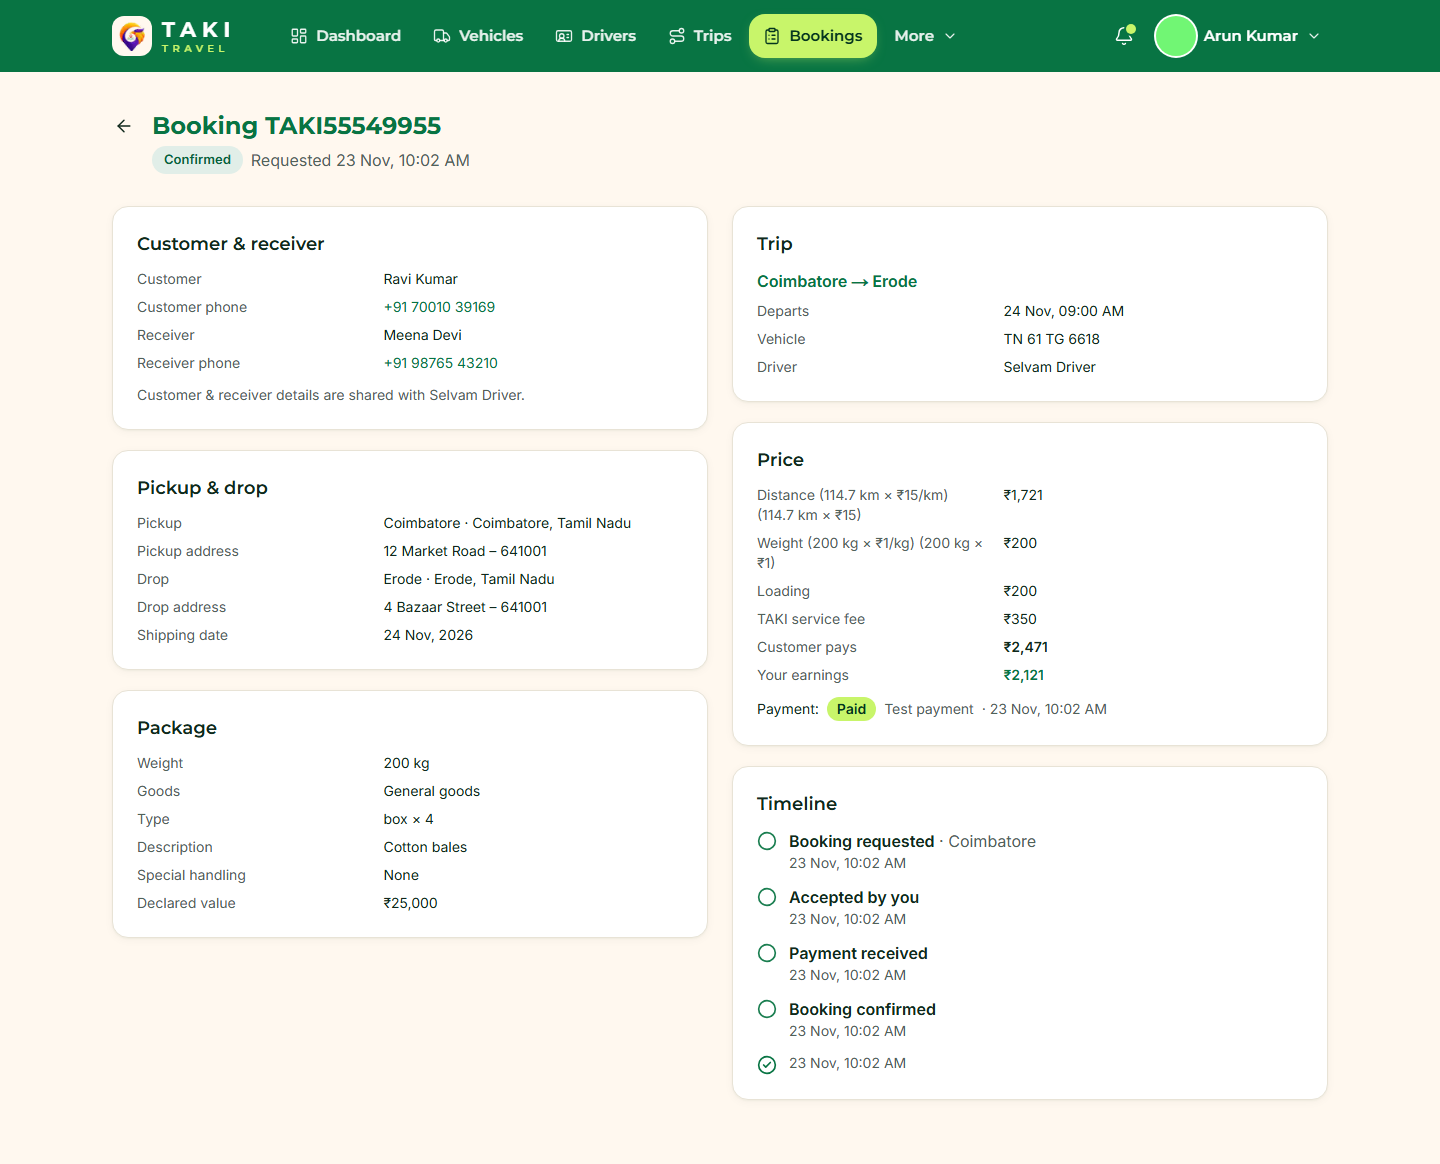 TAKI
TRAVEL
Dashboard
Vehicles
Drivers
Trips
Bookings
More
Arun Kumar
Booking TAKI55549955
Confirmed
Requested 23 Nov, 10:02 AM
Customer & receiver
Customer Ravi Kumar
Customer phone +91 70010 39169
Receiver Meena Devi
Receiver phone +91 98765 43210
Customer & receiver details are shared with Selvam Driver.
Pickup & drop
Pickup Coimbatore · Coimbatore, Tamil Nadu
Pickup address 12 Market Road – 641001
Drop Erode · Erode, Tamil Nadu
Drop address 4 Bazaar Street – 641001
Shipping date 24 Nov, 2026
Package
Weight 200 kg
Goods General goods
Type box × 4
Description Cotton bales
Special handling None
Declared value ₹25,000
Trip
Coimbatore → Erode
Departs 24 Nov, 09:00 AM
Vehicle TN 61 TG 6618
Driver Selvam Driver
Price
Distance (114.7 km × ₹15/km) ₹1,721
(114.7 km × ₹15)
Weight (200 kg × ₹1/kg) (200 kg × ₹200
₹1)
Loading ₹200
TAKI service fee ₹350
Customer pays ₹2,471
Your earnings ₹2,121
Payment: Paid Test payment · 23 Nov, 10:02 AM
Timeline
Booking requested · Coimbatore
23 Nov, 10:02 AM
Accepted by you
23 Nov, 10:02 AM
Payment received
23 Nov, 10:02 AM
Booking confirmed
23 Nov, 10:02 AM
23 Nov, 10:02 AM